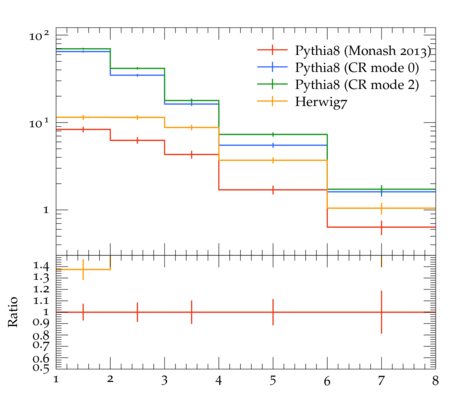 10²
10¹
1
Pythia8 (Monash 2013)
Pythia8 (CR mode 0)
Pythia8 (CR mode 2)
Herwig7
1.4
1.3
1.2
1.1
1
0.9
0.8
0.7
0.6
0.5
Ratio
1 2 3 4 5 6 7 8